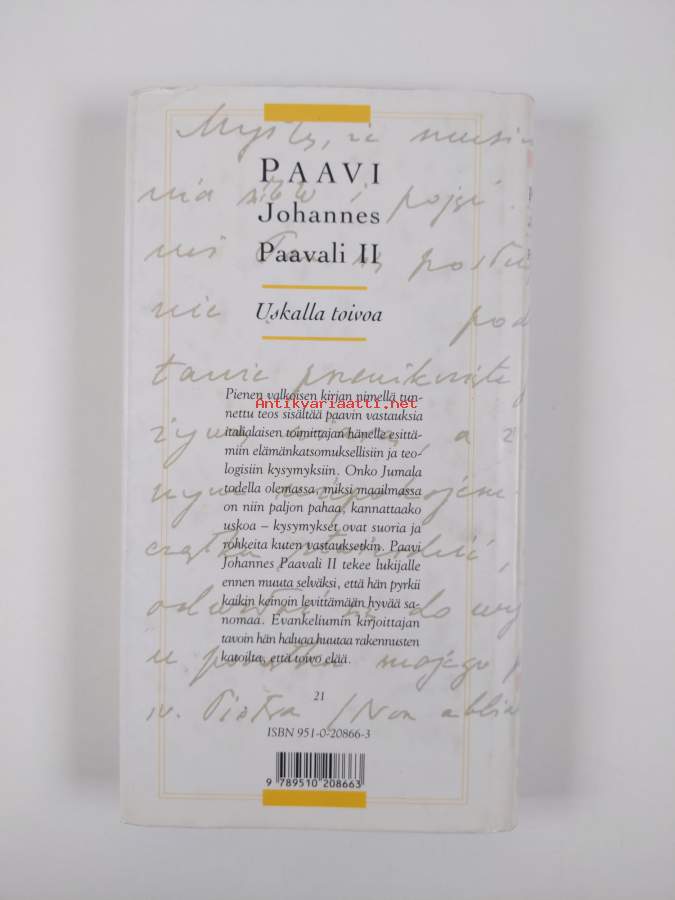 PAAVI
Johannes
Paavali II
Uskalla toivoa
Pienen valkoisen kirjan nimellä tun-
nettu teos sisältää paavin vastauksia
Antikvariaatti.net
italialaisen toimittajan hänelle esittä-
miin elämänkatsomuksellisiin ja teo-
logisiin kysymyksiin. Onko Jumala
todella olemassa, miksi maailmassa
on niin paljon pahaa, kannattaako
uskoa – kysymykset ovat suoria ja
rohkeita kuten vastauksetkin. Paavi
Johannes Paavali II tekee lukijalle
ennen muuta selväksi, että hän pyrkii
kaikin keinoin levittämään hyvää sa-
nomaa. Evankeliumin kirjoittajan
tavoin hän haluaa huutaa rakennusten
katoilta, että toivo elää.
21
ISBN 951-0-20866-3
9 789510 208663